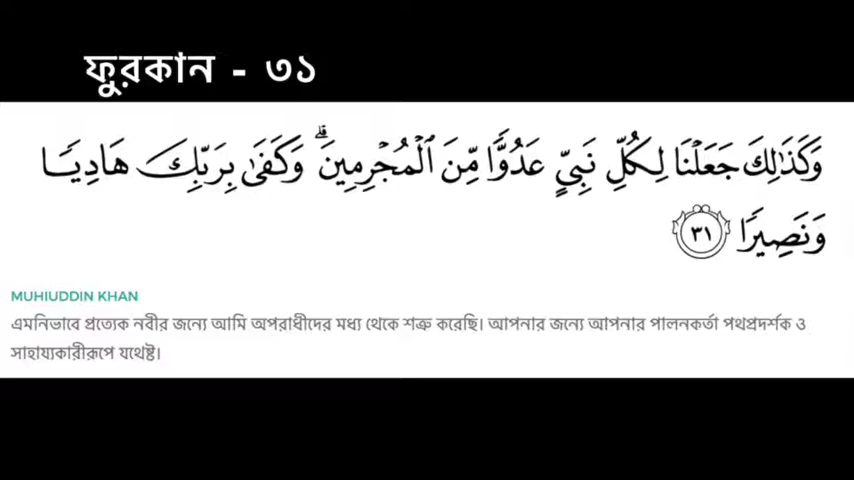 ফুরকান - ৩১
وَكَذَٰلِكَ جَعَلْنَا لِكُلِّ نَبِيٍّ عَدُوًّا مِّنَ ٱلْمُجْرِمِينَ ۗ وَكَفَىٰ بِرَبِّكَ هَادِيًا
وَنَصِيرًا ٣١
MUHIUDDIN KHAN
এমনিভাবে প্রত্যেক নবীর জন্যে আমি অপরাধীদের মধ্য থেকে শত্রু করেছি। আপনার জন্যে আপনার পালনকর্তা পথপ্রদর্শক ও
সাহায্যকারীরূপে যথেষ্ট।